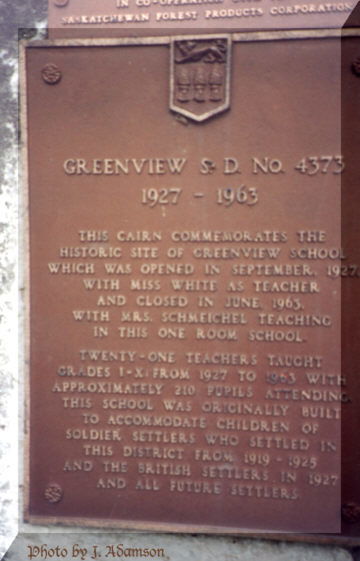 IN CO-OPERATION
SASKATCHEWAN FOREST PRODUCTS CORPORATION
GREENVIEW S. D. NO. 4373
1927 - 1963
THIS CAIRN COMMEMORATES THE
HISTORIC SITE OF GREENVIEW SCHOOL
WHICH WAS OPENED IN SEPTEMBER, 1927
WITH MISS WHITE AS TEACHER
AND CLOSED IN JUNE, 1963,
WITH MRS. SCHMEICHEL TEACHING
IN THIS ONE ROOM SCHOOL.
TWENTY-ONE TEACHERS TAUGHT
GRADES I-X, FROM 1927 TO 1963 WITH
APPROXIMATELY 210 PUPILS ATTENDING.
THIS SCHOOL WAS ORIGINALLY BUILT
TO ACCOMMODATE CHILDREN OF
SOLDIER SETTLERS WHO SETTLED IN
THIS DISTRICT FROM 1919 - 1925
AND THE BRITISH SETTLERS IN 1927
AND ALL FUTURE SETTLERS
Photo by J. Adamson